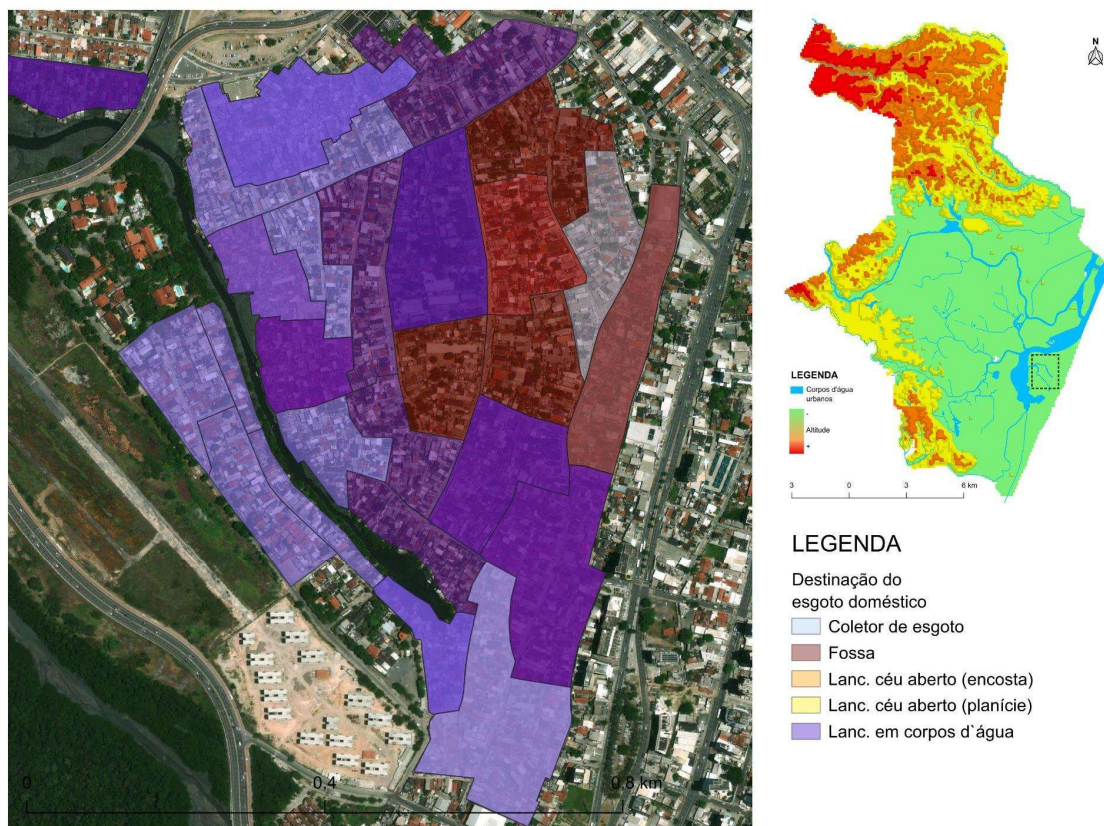 N
LEGENDA
Corpos d'água
urbanos
-
Altitude
+
3 0 3 6 km
LEGENDA
Destinação do
esgoto doméstico
Coletor de esgoto
Fossa
Lanc. céu aberto (encosta)
Lanc. céu aberto (planície)
Lanc. em corpos d`água
0 0,4 0,8 km